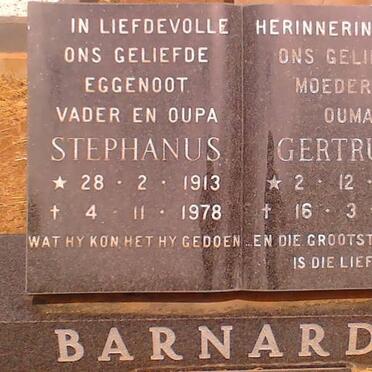 IN LIEFDEVOLLE
ONS GELIEFDE
EGGENOOT
VADER EN OUPA
STEPHANUS
★ 28 · 2 · 1913
† 4 · 11 · 1978
WAT HY KON HET HY GEDOEN
HERINNERIN
ONS GELI
MOEDER
OUMA
GERTRU
★ 2 · 12 ·
† 16 · 3
..EN DIE GROOTST
IS DIE LIEF
BARNARD